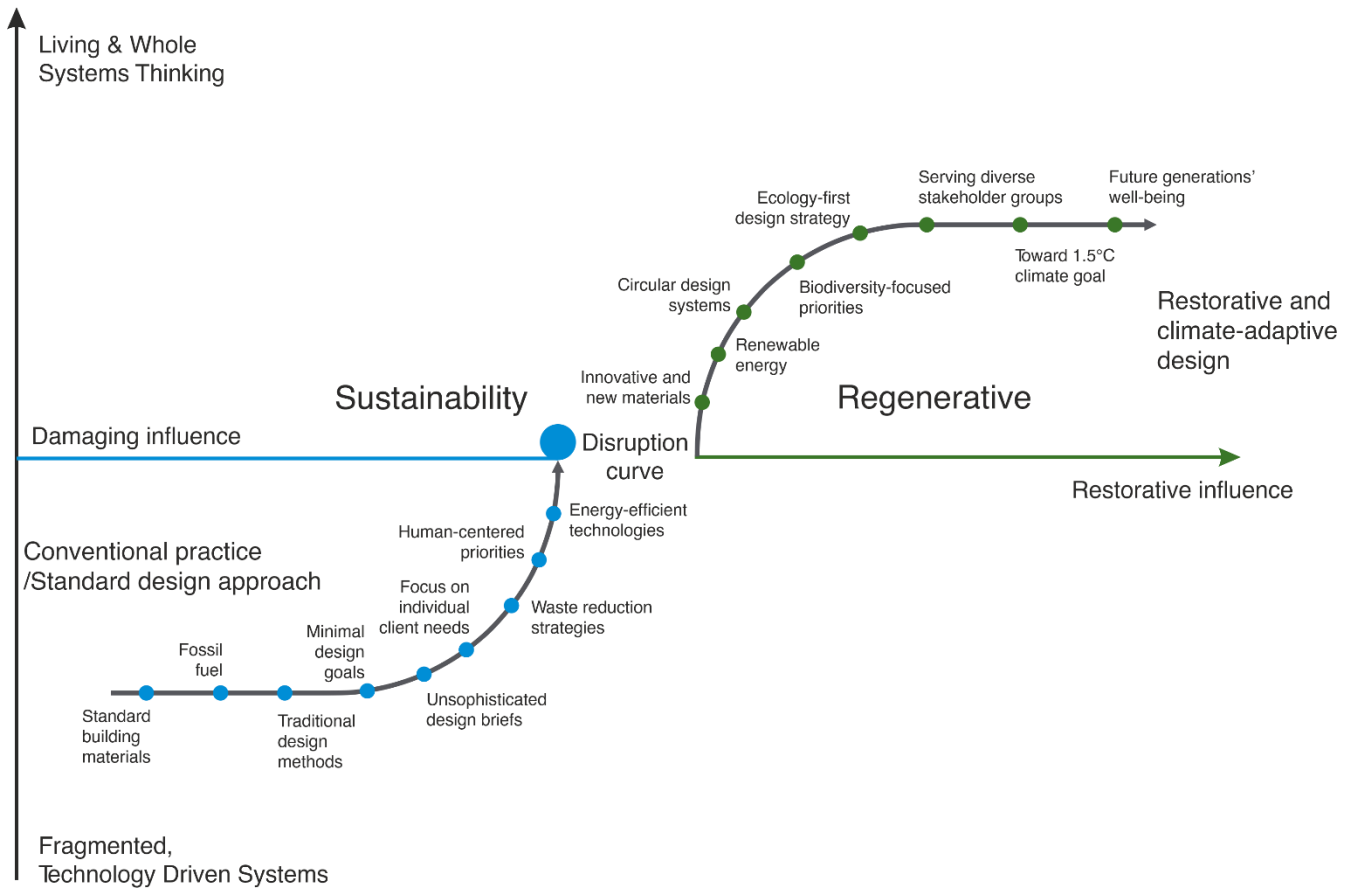 Living & Whole
Systems Thinking
Ecology-first
design strategy
Serving diverse
stakeholder groups
Future generations’
well-being
Toward 1.5°C
climate goal
Circular design
systems
Biodiversity-focused
priorities
Restorative and
climate-adaptive
design
Renewable
energy
Innovative and
new materials
Sustainability
Regenerative
Damaging influence
Disruption
curve
Restorative influence
Energy-efficient
technologies
Human-centered
priorities
Conventional practice
/Standard design approach
Focus on
individual
client needs
Waste reduction
strategies
Minimal
design
goals
Fossil
fuel
Unsophisticated
design briefs
Standard
building
materials
Traditional
design
methods
Fragmented,
Technology Driven Systems